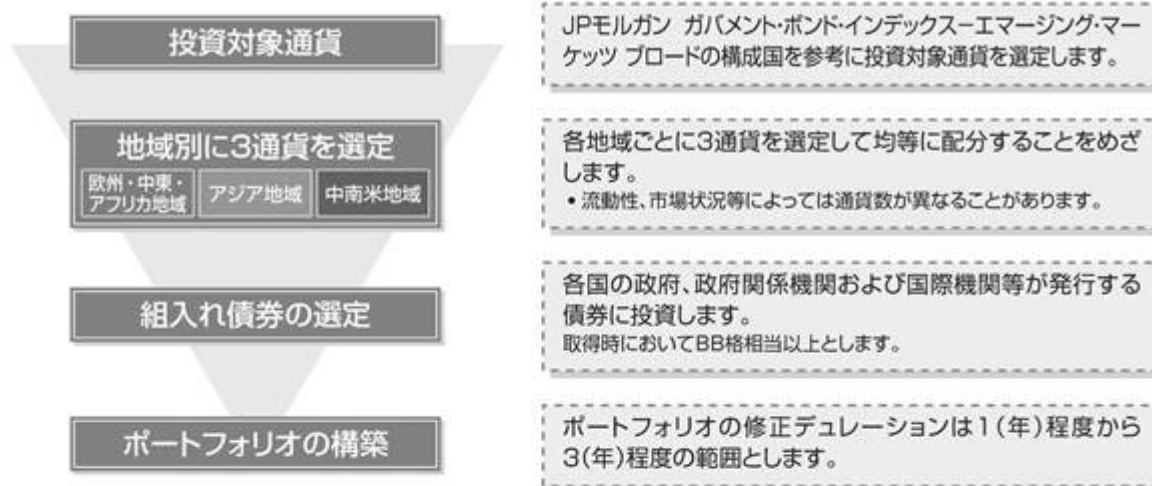 投資対象通貨
JPモルガン ガバメント・ボンド・インデックス－エマージング・マー
ケッツ ブロードの構成国を参考に投資対象通貨を選定します。
地域別に3通貨を選定
欧州・中東・
アフリカ地域
アジア地域
中南米地域
各地域ごとに3通貨を選定して均等に配分することをめざ
します。
• 流動性、市場状況等によっては通貨数が異なることがあります。
組入れ債券の選定
各国の政府、政府関係機関および国際機関等が発行する
債券に投資します。
取得時においてBB格相当以上とします。
ポートフォリオの構築
ポートフォリオの修正デュレーションは1(年)程度から
3(年)程度の範囲とします。